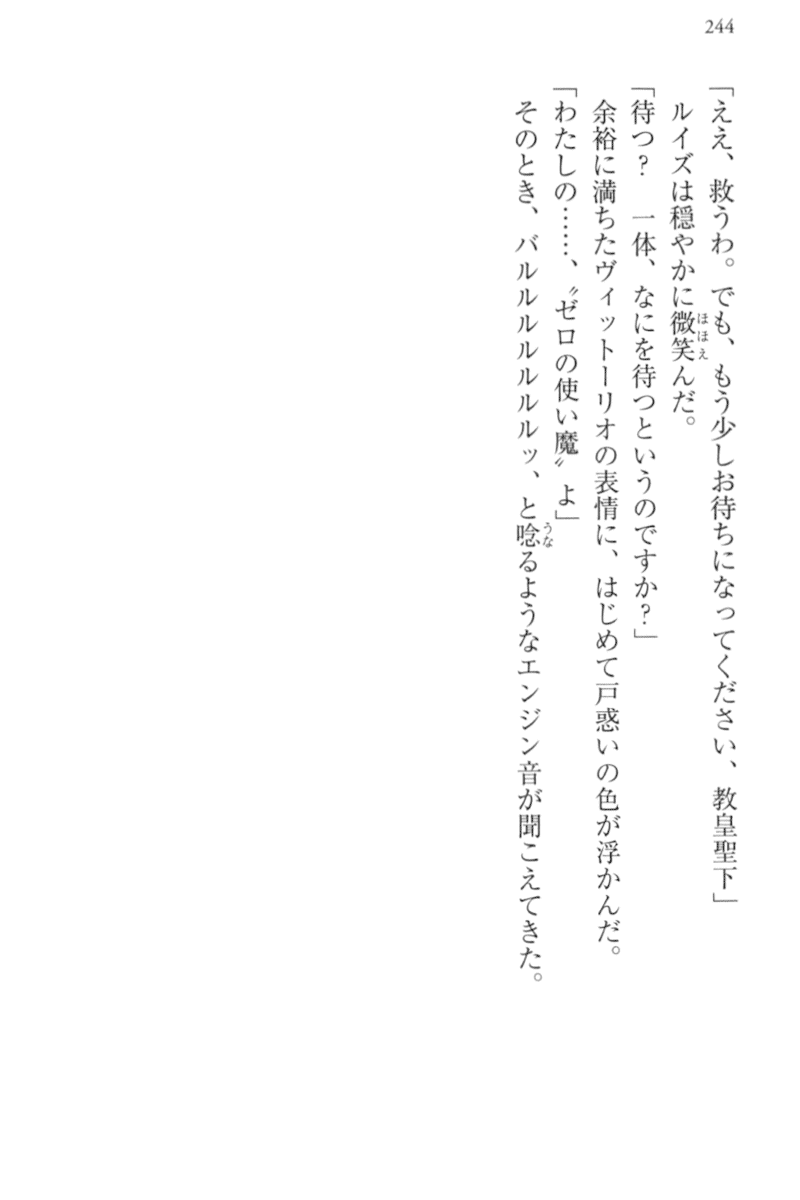 244
「ええ、救うわ。でも、もう少しお待ちになってください、教皇聖下」
ルイズは穏やかに微笑んだ。
「待つ？　一体、なにを待つというのですか？」
余裕に満ちたヴィットーリオの表情に、はじめて戸惑いの色が浮かんだ。
「わたしの……、〝ゼロの使い魔〟よ」
そのとき、バルルルルルルルッ、と唸るようなエンジン音が聞こえてきた。